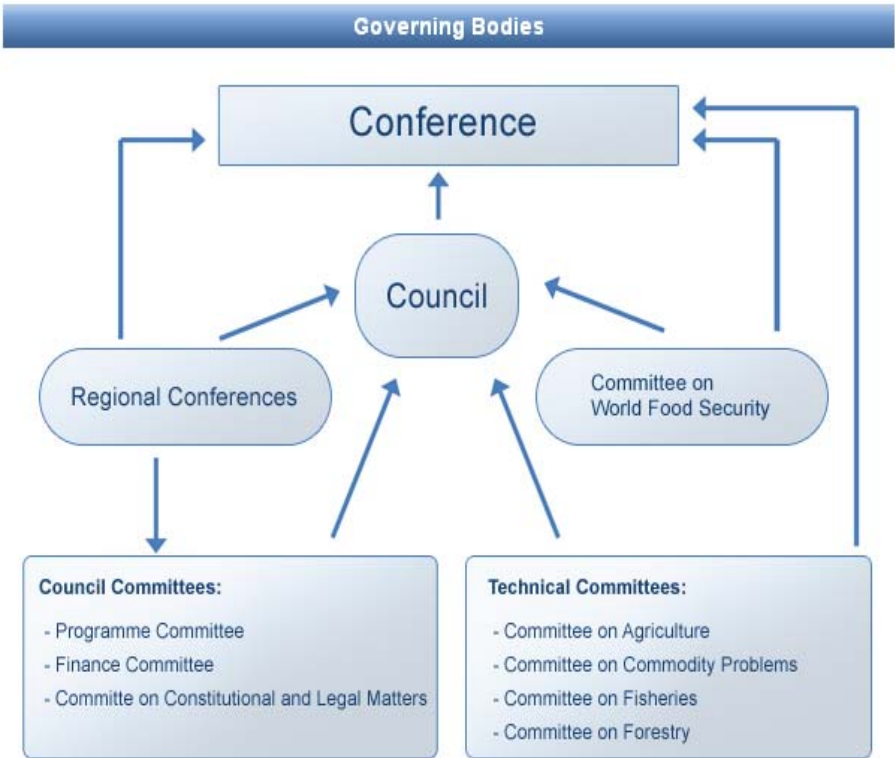 Governing Bodies
Conference
Council
Regional Conferences
Committee on
World Food Security
Council Committees:
- Programme Committee
- Finance Committee
- Committe on Constitutional and Legal Matters
Technical Committees:
- Committee on Agriculture
- Committee on Commodity Problems
- Committee on Fisheries
- Committee on Forestry